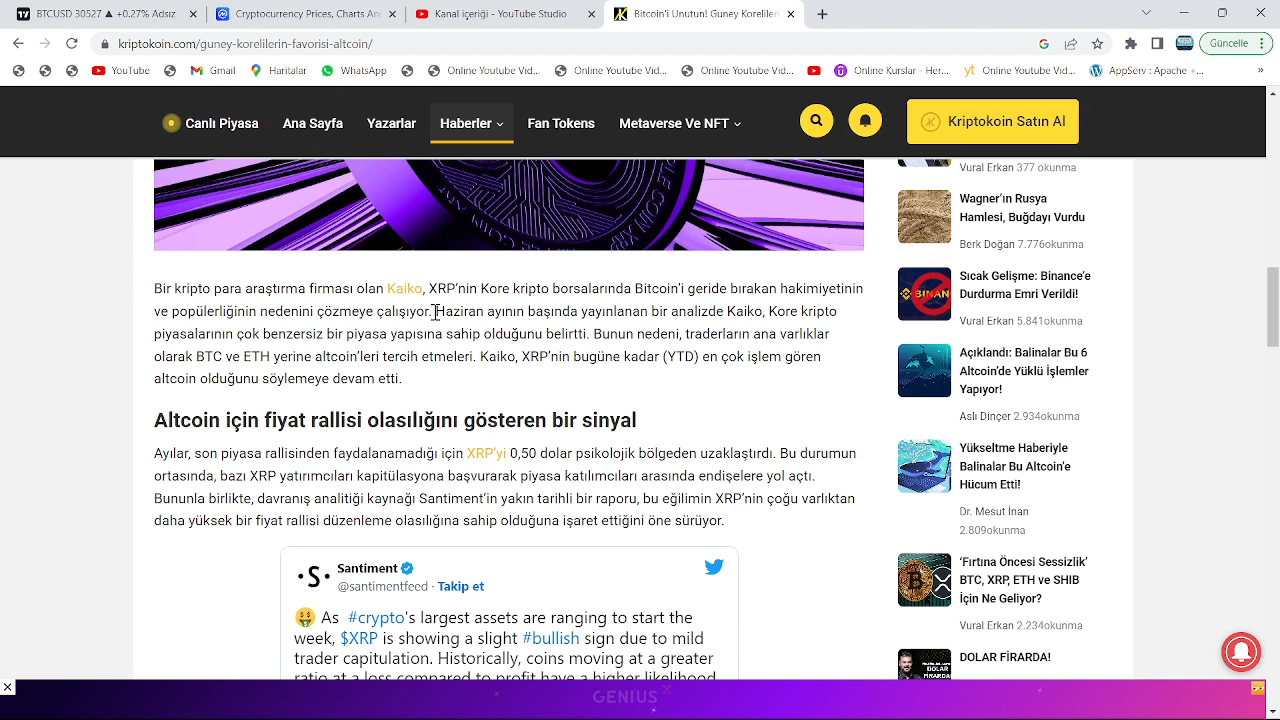 BTCUSD 30527 ▲ +0.27% Adsız
Cryptocurrency Prices, Charts
Kanal içeriği - YouTube Studio
Bitcoin'i Unutun! Guney Koreliler
kriptokoin.com/guney-korelilerin-favorisi-altcoin/
Güncelle
YouTube
Gmail
Haritalar
WhatsApp
Online Youtube Vid...
Online Youtube Vid...
Online Youtube Vid...
Online Kurslar - Her...
yt Online Youtube Vid...
AppServ : Apache +...
Canlı Piyasa
Ana Sayfa
Yazarlar
Haberler
Fan Tokens
Metaverse Ve NFT
Kriptokoin Satın Al
Bir kripto para araştırma firması olan Kaiko, XRP'nin Kore kripto borsalarında Bitcoin'i geride bırakan hakimiyetinin
ve popülaritesinin nedenini çözmeye çalışıyor. Haziran ayının başında yayınlanan bir analizde Kaiko, Kore kripto
piyasalarının çok benzersiz bir piyasa yapısına sahip olduğunu belirtti. Bunun nedeni, traderların ana varlıklar
olarak BTC ve ETH yerine altcoin'leri tercih etmeleri. Kaiko, XRP'nin bugüne kadar (YTD) en çok işlem gören
altcoin olduğunu söylemeye devam etti.
Altcoin için fiyat rallisi olasılığını gösteren bir sinyal
Ayılar, son piyasa rallisinden faydalanamadığı için XRP'yi 0,50 dolar psikolojik bölgeden uzaklaştırdı. Bu durumun
ortasında, bazı XRP yatırımcıları kapitülasyona başvurarak piyasa katılımcıları arasında endişelere yol açtı.
Bununla birlikte, davranış analitiği kaynağı Santiment'in yakın tarihli bir raporu, bu eğilimin XRP'nin çoğu varlıktan
daha yüksek bir fiyat rallisi düzenleme olasılığına sahip olduğuna işaret ettiğini öne sürüyor.
Santiment
@santimentfeed · Takip et
As #crypto's largest assets are ranging to start the
week, $XRP is showing a slight #bullish sign due to mild
trader capitulation. Historically, coins moving at a greater
Vural Erkan 377 okunma
Wagner'ın Rusya
Hamlesi, Buğdayı Vurdu
Berk Doğan 7.776okunma
Sıcak Gelişme: Binance'e
Durdurma Emri Verildi!
Vural Erkan 5.841okunma
Açıklandı: Balinalar Bu 6
Altcoin'de Yüklü İşlemler
Yapıyor!
Aslı Dinçer 2.934okunma
Yükseltme Haberiyle
Balinalar Bu Altcoin'e
Hücum Etti!
Dr. Mesut İnan
2.809okunma
'Fırtına Öncesi Sessizlik'
BTC, XRP, ETH ve SHIB
İçin Ne Geliyor?
Vural Erkan 2.234okunma
DOLAR FİRARDA!
GENIUS X